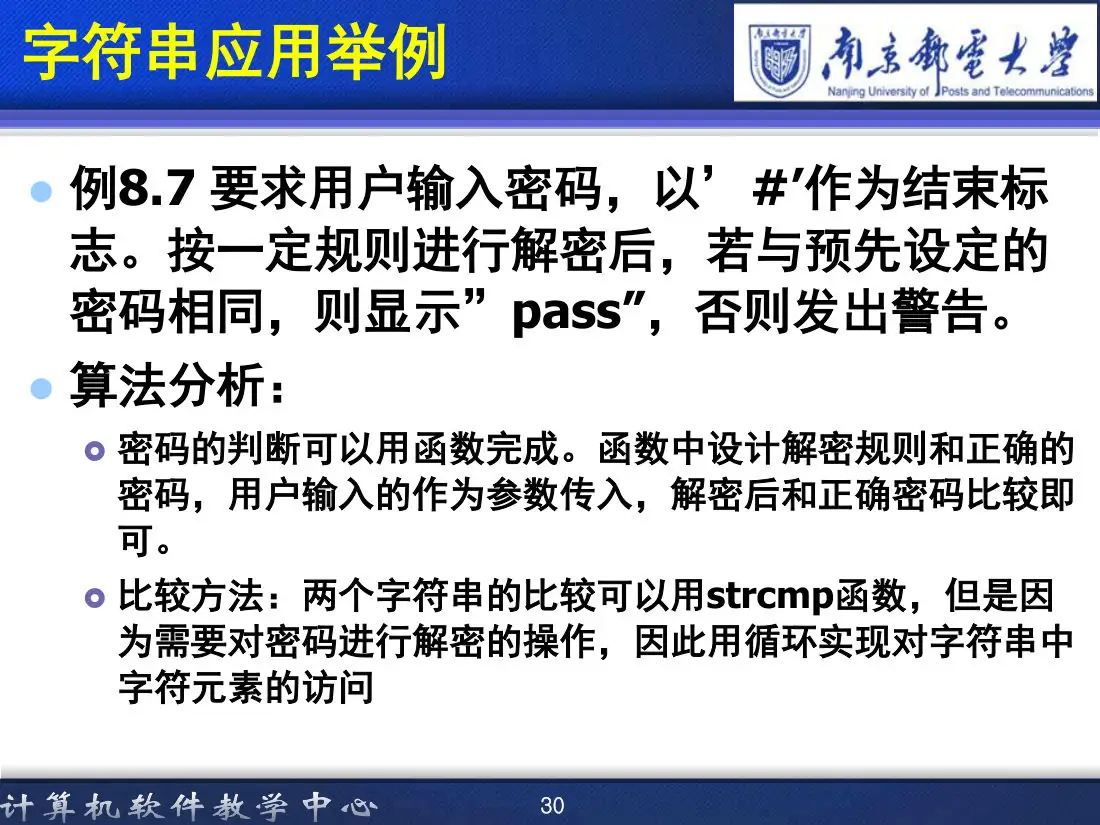 字符串应用举例
南京郵電大學
Nanjing University of Posts and Telecommunications
例8.7 要求用户输入密码，以’#’作为结束标
志。按一定规则进行解密后，若与预先设定的
密码相同，则显示”pass”，否则发出警告。
算法分析：
密码的判断可以用函数完成。函数中设计解密规则和正确的
密码，用户输入的作为参数传入，解密后和正确密码比较即
可。
比较方法：两个字符串的比较可以用strcmp函数，但是因
为需要对密码进行解密的操作，因此用循环实现对字符串中
字符元素的访问
计算机软件教学中心
30